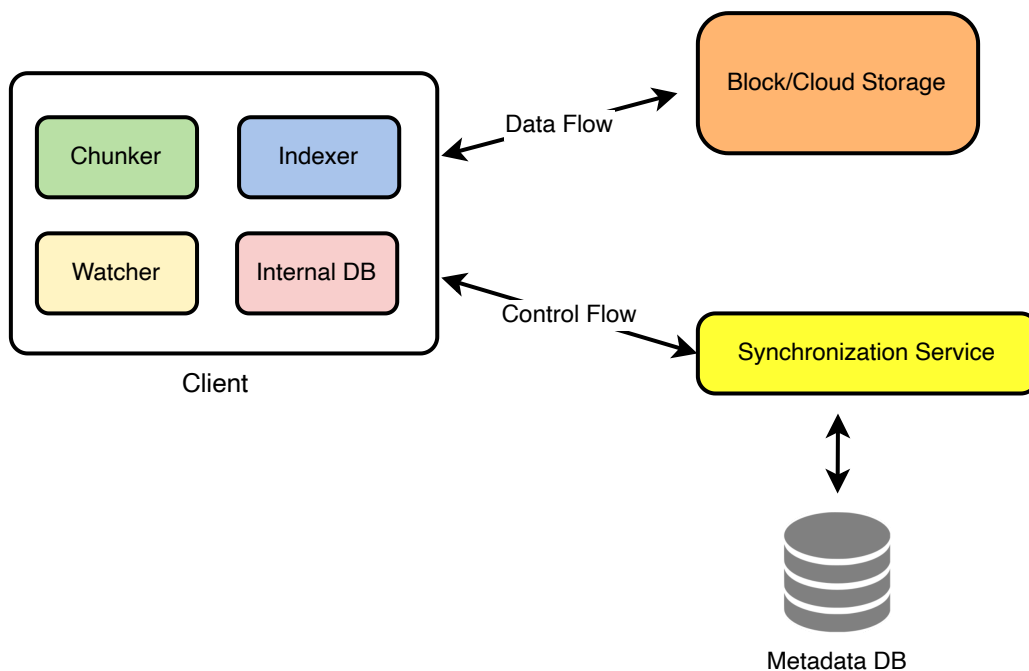 Block/Cloud Storage
Data Flow
Chunker
Indexer
Watcher
Internal DB
Control Flow
Synchronization Service
Client
Metadata DB